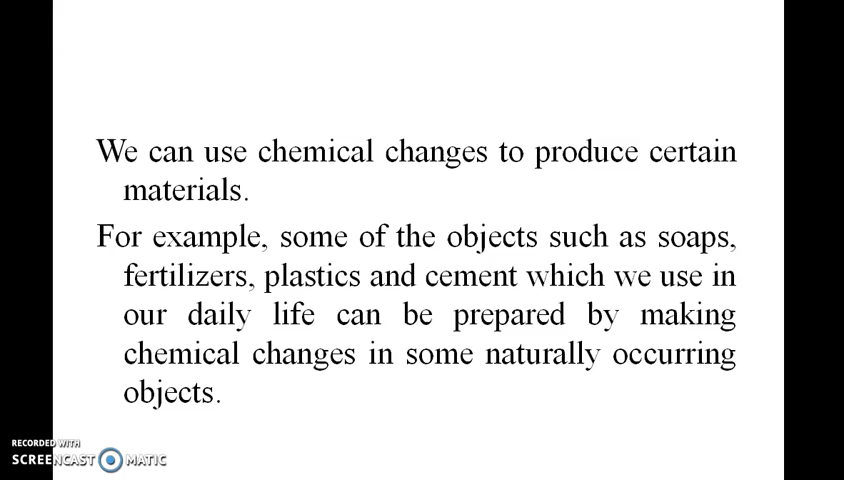 We can use chemical changes to produce certain
materials.
For example, some of the objects such as soaps,
fertilizers, plastics and cement which we use in
our daily life can be prepared by making
chemical changes in some naturally occurring
objects.
RECORDED WITH
SCREENCAST MATIC